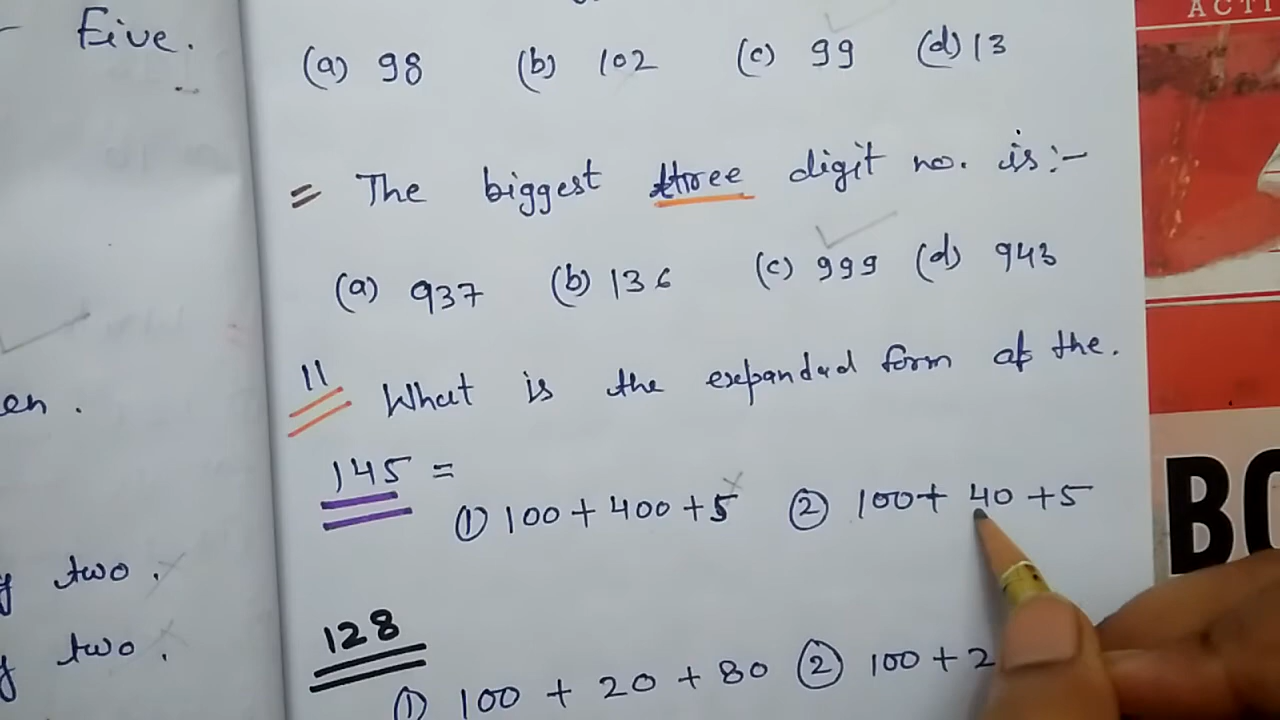 Five.
(a) 98 (b) 102 (c) 99 (d) 13
= The biggest three digit no. is:-
(a) 937 (b) 136 (c) 999 (d) 943
11 What is the expanded form of the.
145 =
① 100 + 400 + 5 ② 100 + 40 + 5
two.
two.
128
① 100 + 20 + 80 ② 100 + 2
ACTI
BO